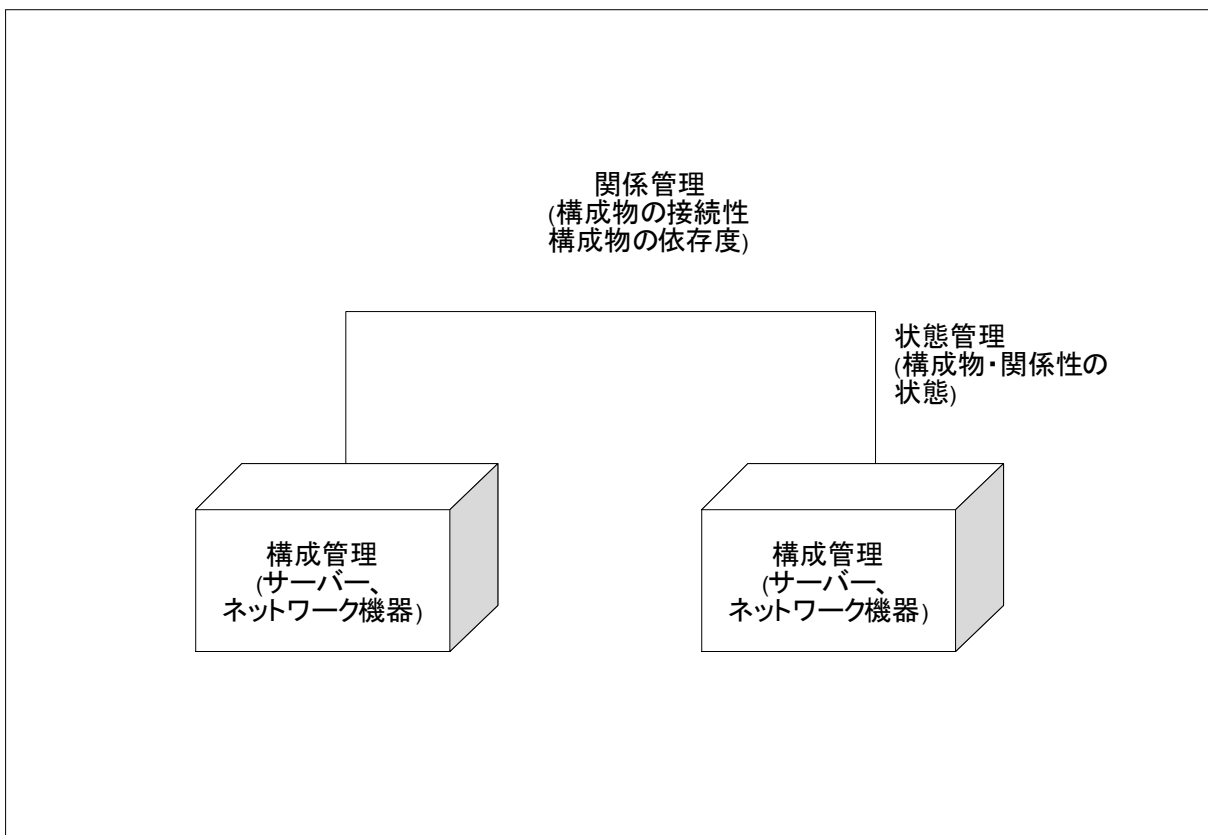 関係管理
(構成物の接続性
構成物の依存度)
状態管理
(構成物・関係性の
状態)
構成管理
(サーバー、
ネットワーク機器)
構成管理
(サーバー、
ネットワーク機器)